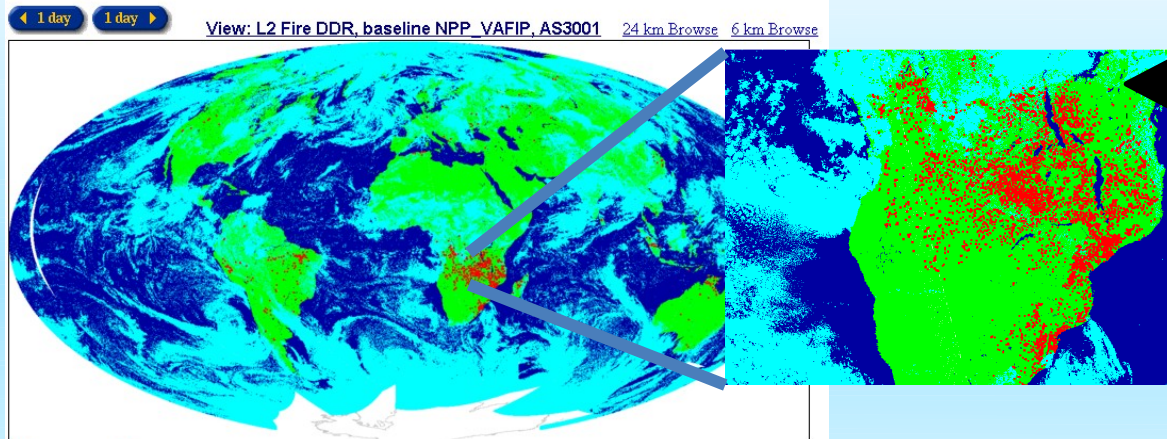 1 day 1 day
View: L2 Fire DDR, baseline NPP_VAFIP, AS3001 24 km Browse 6 km Browse